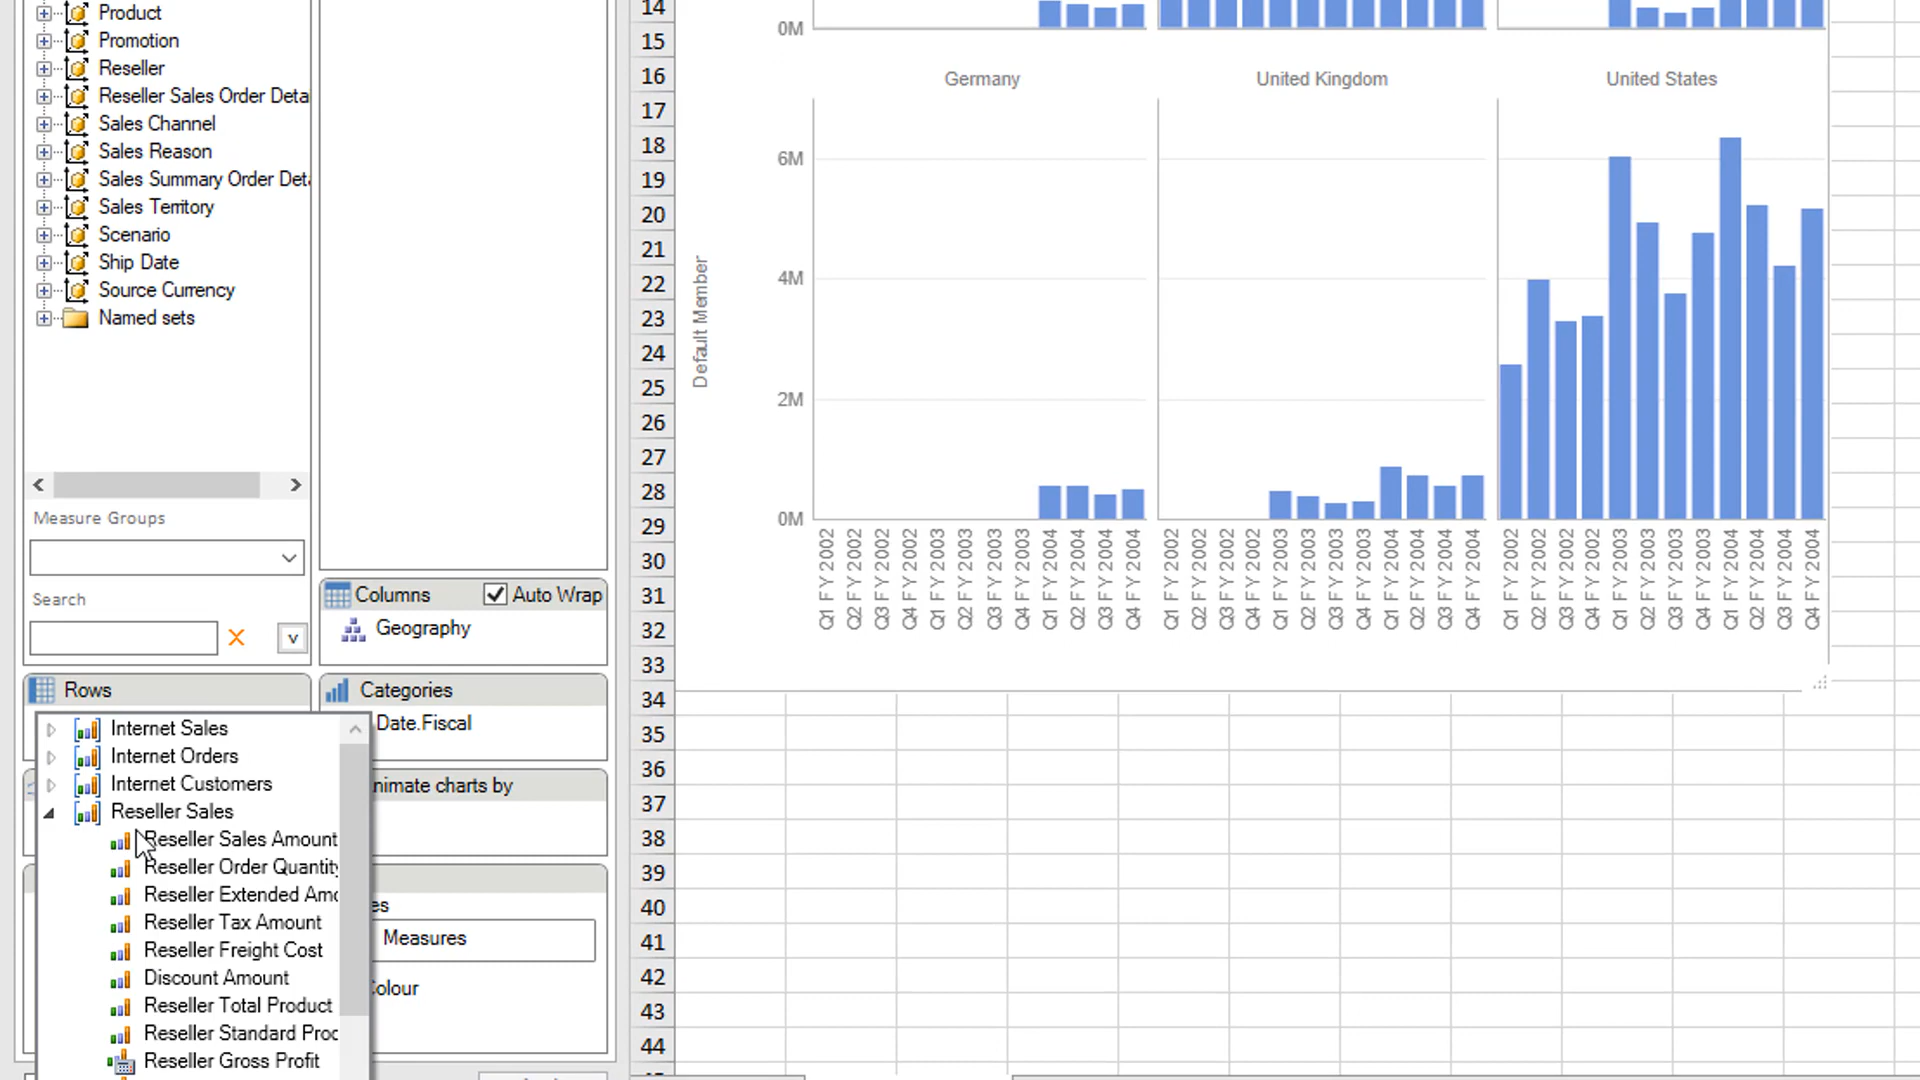 Product
Promotion
Reseller
Reseller Sales Order Deta
Sales Channel
Sales Reason
Sales Summary Order Det
Sales Territory
Scenario
Ship Date
Source Currency
Named sets
Measure Groups
Search
v
Columns
Auto Wrap
Geography
Rows
Categories
Date.Fiscal
nimate charts by
es
Measures
Colour
Internet Sales
Internet Orders
Internet Customers
Reseller Sales
Reseller Sales Amount
Reseller Order Quantity
Reseller Extended Amo
Reseller Tax Amount
Reseller Freight Cost
Discount Amount
Reseller Total Product
Reseller Standard Proc
Reseller Gross Profit
14
15
16
17
18
19
20
21
22
23
24
25
26
27
28
29
30
31
32
33
34
35
36
37
38
39
40
41
42
43
44
0M
Germany
United Kingdom
United States
6M
4M
2M
0M
Default Member
Q1 FY 2002
Q2 FY 2002
Q3 FY 2002
Q4 FY 2002
Q1 FY 2003
Q2 FY 2003
Q3 FY 2003
Q4 FY 2003
Q1 FY 2004
Q2 FY 2004
Q3 FY 2004
Q4 FY 2004
Q1 FY 2002
Q2 FY 2002
Q3 FY 2002
Q4 FY 2002
Q1 FY 2003
Q2 FY 2003
Q3 FY 2003
Q4 FY 2003
Q1 FY 2004
Q2 FY 2004
Q3 FY 2004
Q4 FY 2004
Q1 FY 2002
Q2 FY 2002
Q3 FY 2002
Q4 FY 2002
Q1 FY 2003
Q2 FY 2003
Q3 FY 2003
Q4 FY 2003
Q1 FY 2004
Q2 FY 2004
Q3 FY 2004
Q4 FY 2004